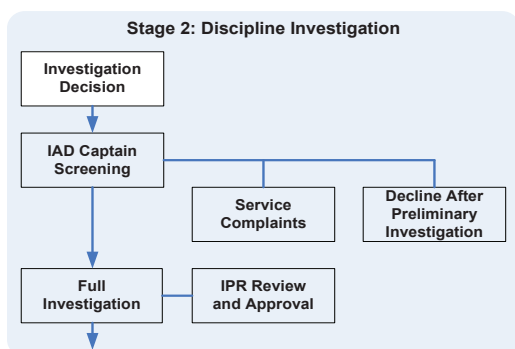 Stage 2: Discipline Investigation
Investigation
Decision
IAD Captain
Screening
Service
Complaints
Decline After
Preliminary
Investigation
Full
Investigation
IPR Review
and Approval